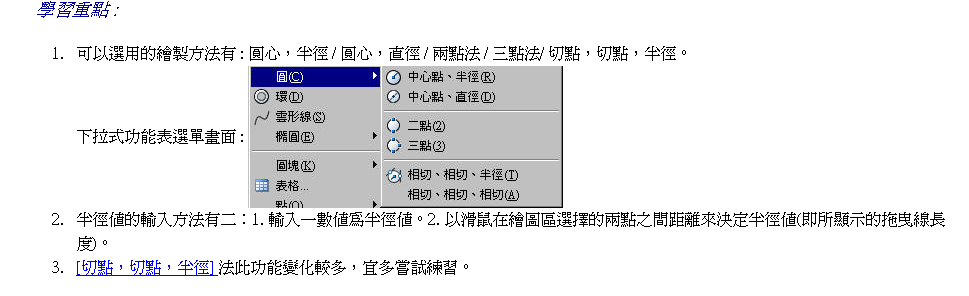 學習重點 :
1. 可以選用的繪製方法有 : 圓心，半徑 / 圓心，直徑 / 兩點法 / 三點法/ 切點，切點，半徑。
下拉式功能表選單畫面 :
圓(C)
環(D)
雲形線(S)
橢圓(E)
圖塊(K)
表格...
點(O)
中心點、半徑(R)
中心點、直徑(D)
二點(2)
三點(3)
相切、相切、半徑(T)
相切、相切、相切(A)
2. 半徑值的輸入方法有二：1. 輸入一數值為半徑值。2. 以滑鼠在繪圖區選擇的兩點之間距離來決定半徑值(即所顯示的拖曳線長
度)。
3. [切點，切點，半徑] 法此功能變化較多，宜多嘗試練習。